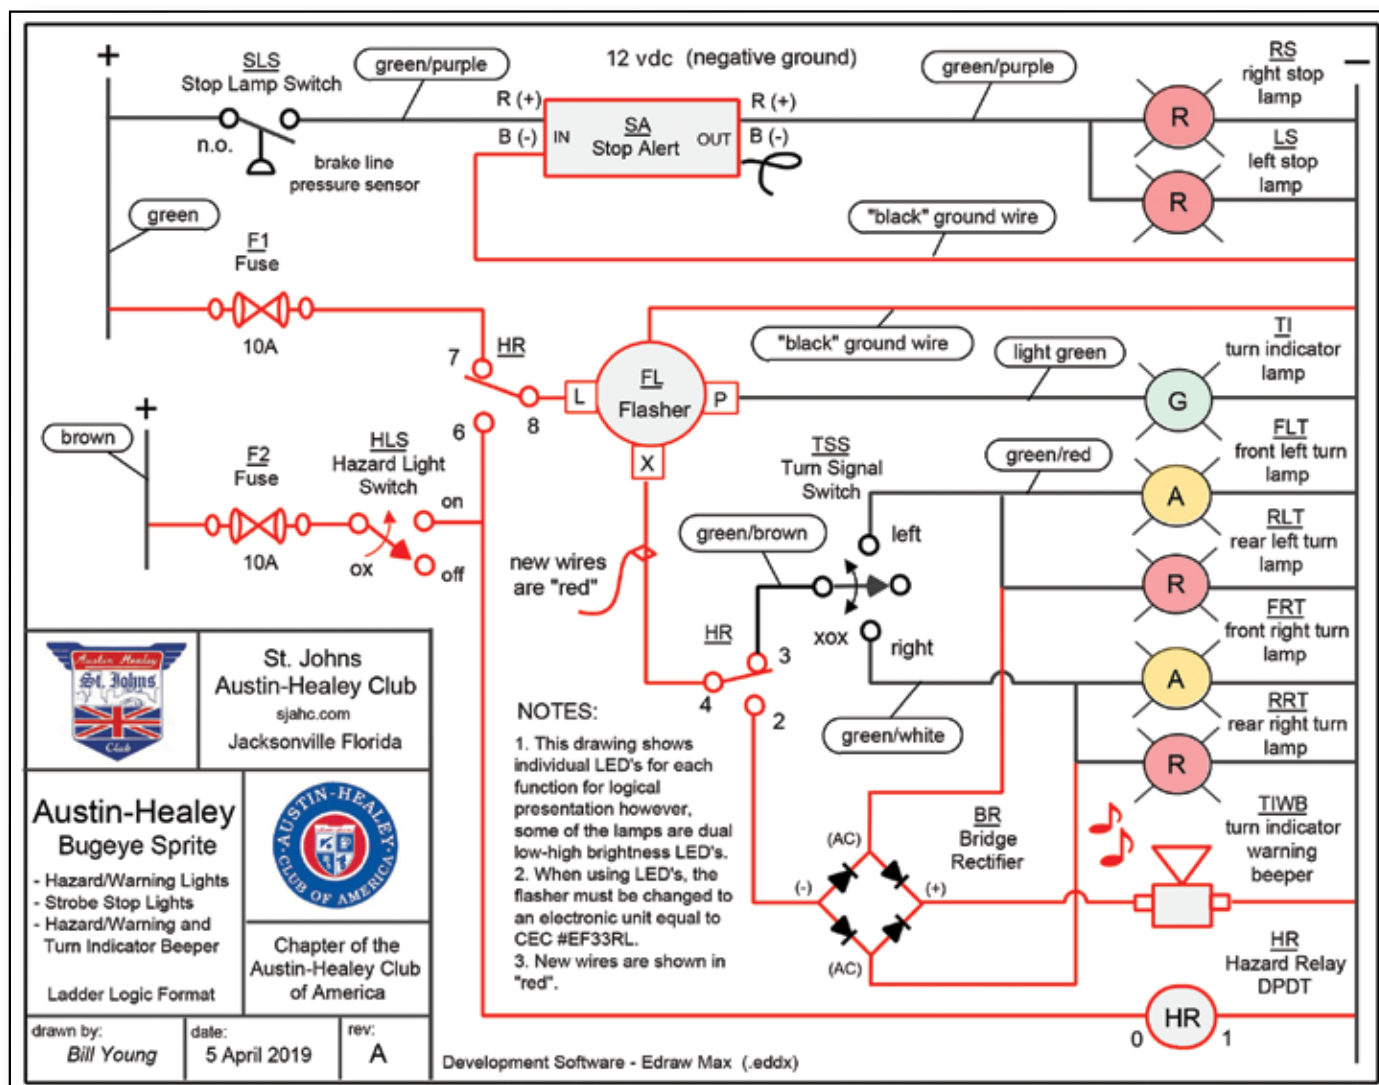 +
SLS
Stop Lamp Switch
green/purple
12 vdc (negative ground)
green/purple
RS
right stop
lamp
−
R (+)
B (-)
IN
SA
Stop Alert
OUT
R (+)
B (-)
R
n.o.
brake line
pressure sensor
LS
left stop
lamp
R
green
"black" ground wire
F1
Fuse
10A
7
HR
6
8
"black" ground wire
light green
TI
turn indicator
lamp
L
FL
Flasher
P
X
G
+
brown
F2
Fuse
10A
HLS
Hazard Light
Switch
on
ox
off
TSS
Turn Signal
Switch
green/red
FLT
front left turn
lamp
A
green/brown
left
RLT
rear left turn
lamp
R
new wires
are "red"
xox
right
FRT
front right turn
lamp
A
HR
3
4
2
green/white
RRT
rear right turn
lamp
R
NOTES:
1. This drawing shows
individual LED's for each
function for logical
presentation however,
some of the lamps are dual
low-high brightness LED's.
2. When using LED's, the
flasher must be changed to
an electronic unit equal to
CEC #EF33RL.
3. New wires are shown in
"red".
(AC)
BR
Bridge
Rectifier
(-)
(+)
(AC)
TIWB
turn indicator
warning
beeper
HR
Hazard Relay
DPDT
0
HR
1
Austin Healey
St. Johns
Club
St. Johns
Austin-Healey Club
sjahc.com
Jacksonville Florida
Austin-Healey
Bugeye Sprite
- Hazard/Warning Lights
- Strobe Stop Lights
- Hazard/Warning and
Turn Indicator Beeper
Ladder Logic Format
AUSTIN-HEALEY
CLUB OF AMERICA
Chapter of the
Austin-Healey Club
of America
drawn by:
Bill Young
date:
5 April 2019
rev:
A
Development Software - Edraw Max (.eddx)